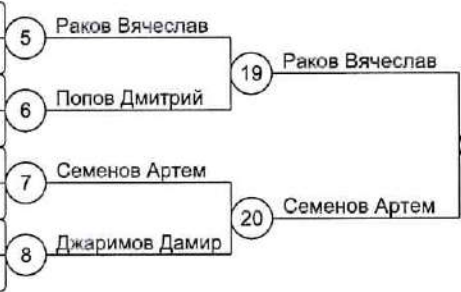 5 Раков Вячеслав
19 Раков Вячеслав
6 Попов Дмитрий
7 Семенов Артем
20 Семенов Артем
8 Джаримов Дамир